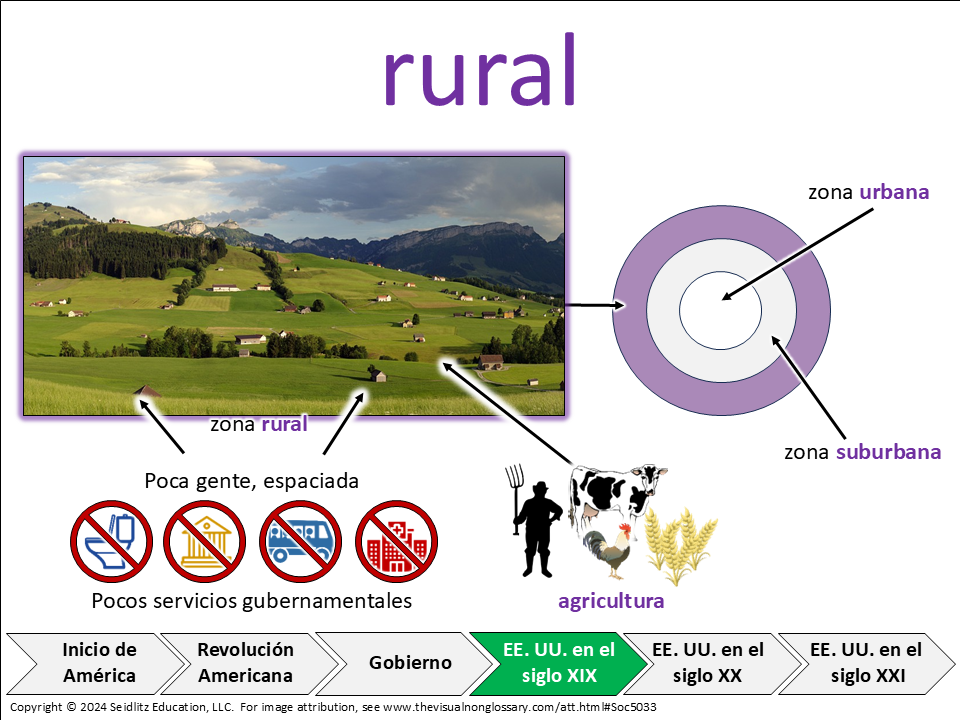 rural
zona urbana
zona rural
zona suburbana
Poca gente, espaciada
Pocos servicios gubernamentales
agricultura
Inicio de
América
Revolución
Americana
Gobierno
EE. UU. en el
siglo XIX
EE. UU. en el
siglo XX
EE. UU. en el
siglo XXI
Copyright © 2024 Seidlitz Education, LLC. For image attribution, see www.thevisualnonglossary.com/att.html#Soc5033